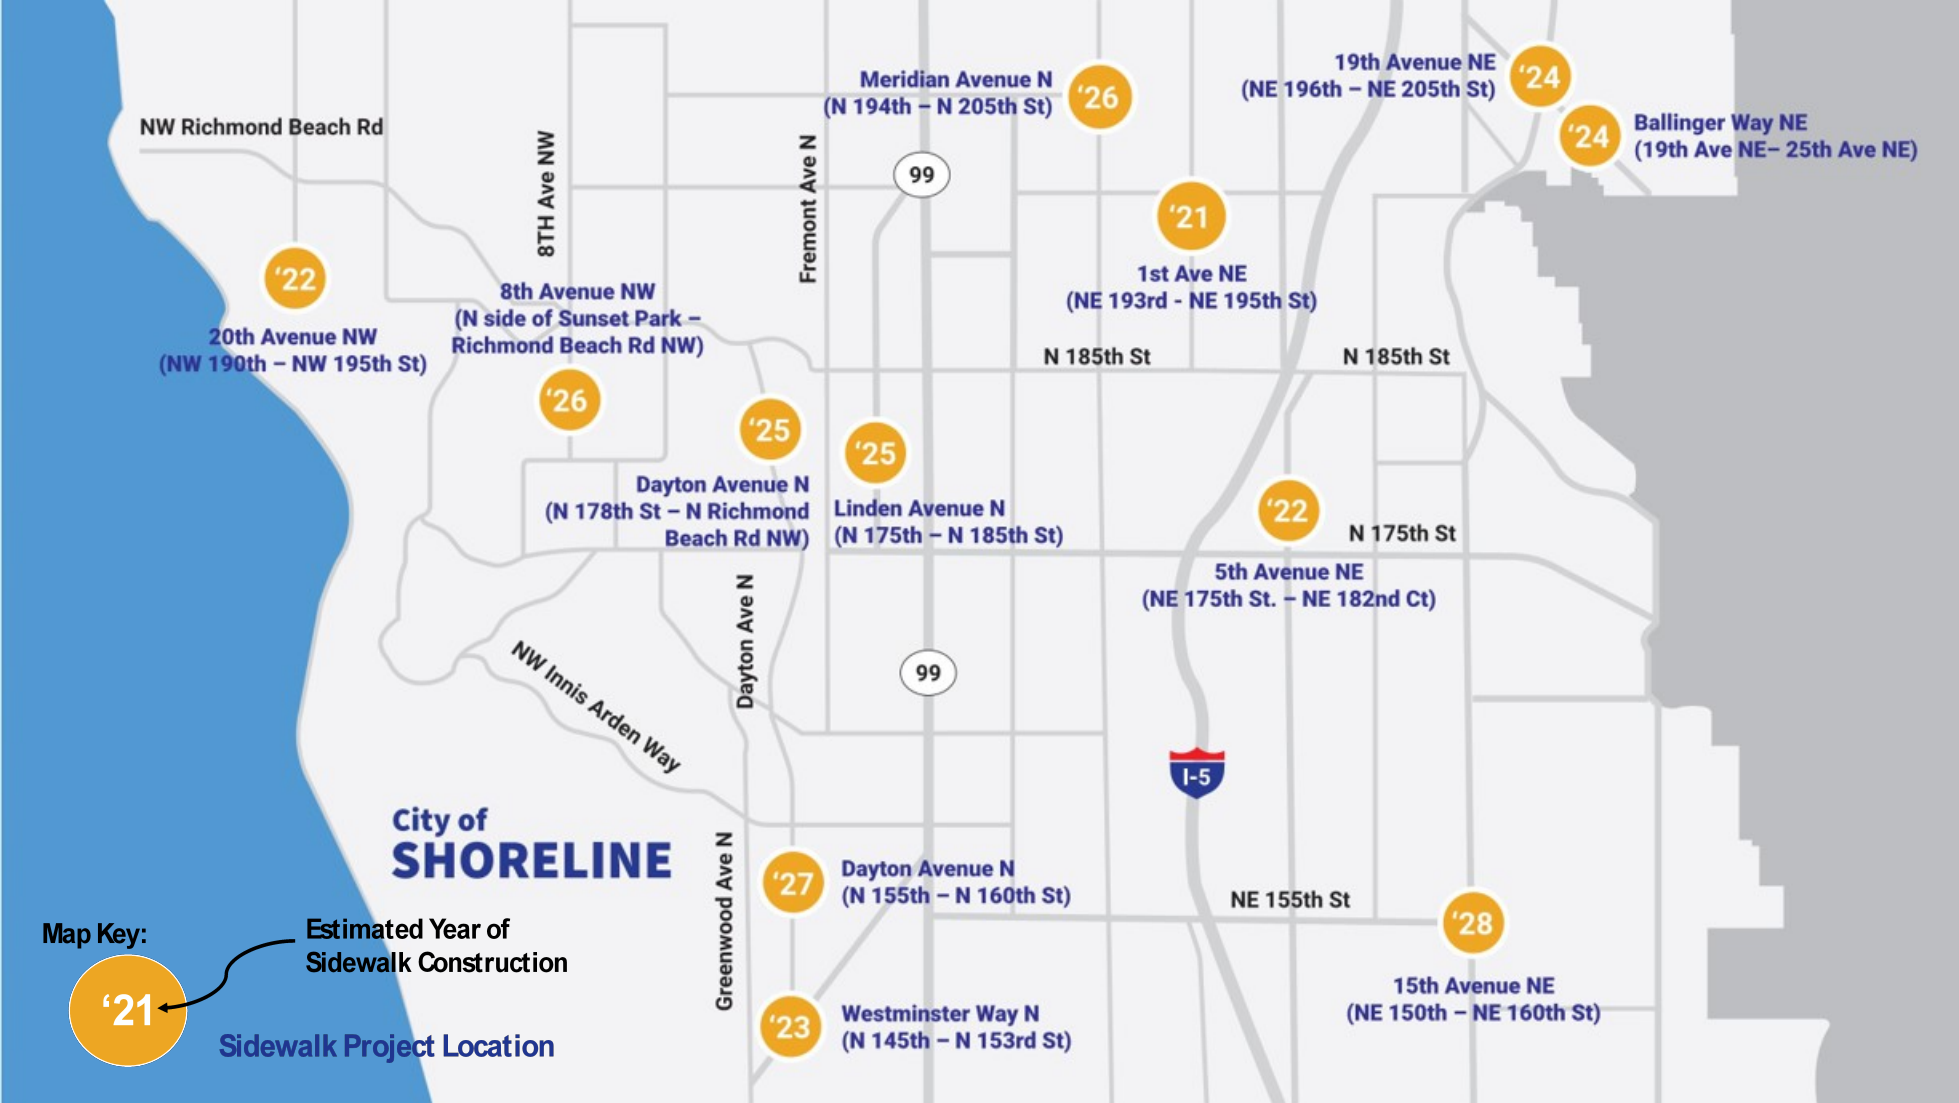 19th Avenue NE
(NE 196th – NE 205th St)
‘24
Meridian Avenue N
(N 194th – N 205th St)
‘26
‘24
Ballinger Way NE
(19th Ave NE– 25th Ave NE)
NW Richmond Beach Rd
8TH Ave NW
Fremont Ave N
99
‘21
1st Ave NE
(NE 193rd - NE 195th St)
‘22
20th Avenue NW
(NW 190th – NW 195th St)
8th Avenue NW
(N side of Sunset Park –
Richmond Beach Rd NW)
‘26
N 185th St
N 185th St
‘25
Dayton Avenue N
(N 178th St – N Richmond
Beach Rd NW)
‘25
Linden Avenue N
(N 175th – N 185th St)
‘22
N 175th St
5th Avenue NE
(NE 175th St. – NE 182nd Ct)
Dayton Ave N
99
NW Innis Arden Way
I-5
City of
SHORELINE
Greenwood Ave N
‘27
Dayton Avenue N
(N 155th – N 160th St)
NE 155th St
‘28
15th Avenue NE
(NE 150th – NE 160th St)
‘23
Westminster Way N
(N 145th – N 153rd St)
Map Key:
‘21
Estimated Year of
Sidewalk Construction
Sidewalk Project Location